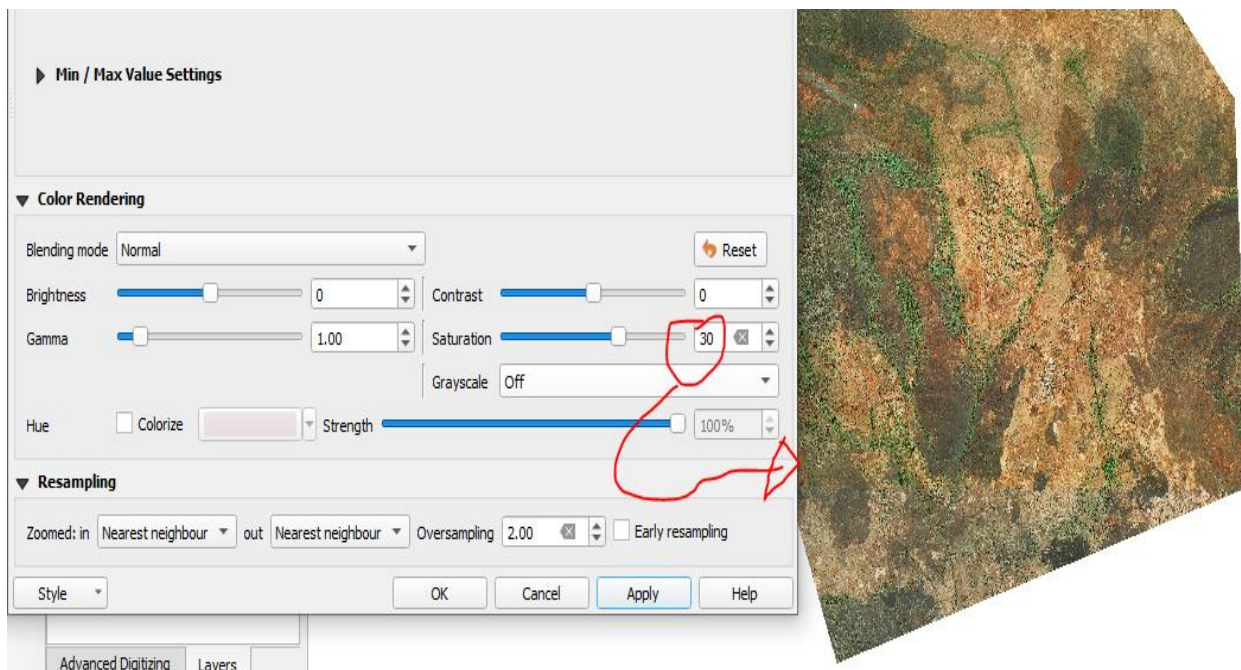 Min / Max Value Settings
Color Rendering
Blending mode Normal Reset
Brightness 0 Contrast 0
Gamma 1.00 Saturation 30
Grayscale Off
Hue Colorize Strength 100%
Resampling
Zoomed: in Nearest neighbour out Nearest neighbour Oversampling 2.00 Early resampling
Style OK Cancel Apply Help
Advanced Digitizing Layers